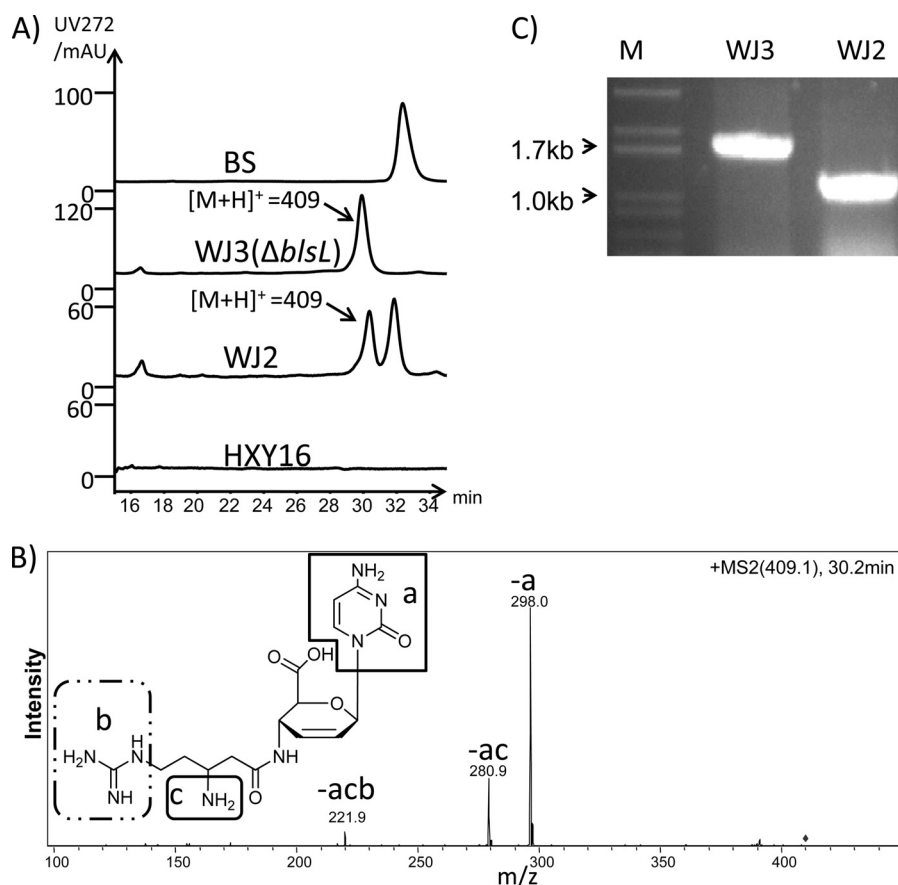 A)
UV272
/mAU
100
BS
0
120
[M+H]+ =409
WJ3(ΔblsL)
0
60
[M+H]+ =409
WJ2
0
60
HXY16
0
16 18 20 22 24 26 28 30 32 34 min
C)
M WJ3 WJ2
1.7kb
1.0kb
B)
+MS2(409.1), 30.2min
Intensity
-a
298.0
-ac
280.9
-acb
221.9
a
NH2
N
N
O
O
OH
O
b
H2N
H
N
NH
c
NH2
O
N
H
100 150 200 250 300 350 400
m/z